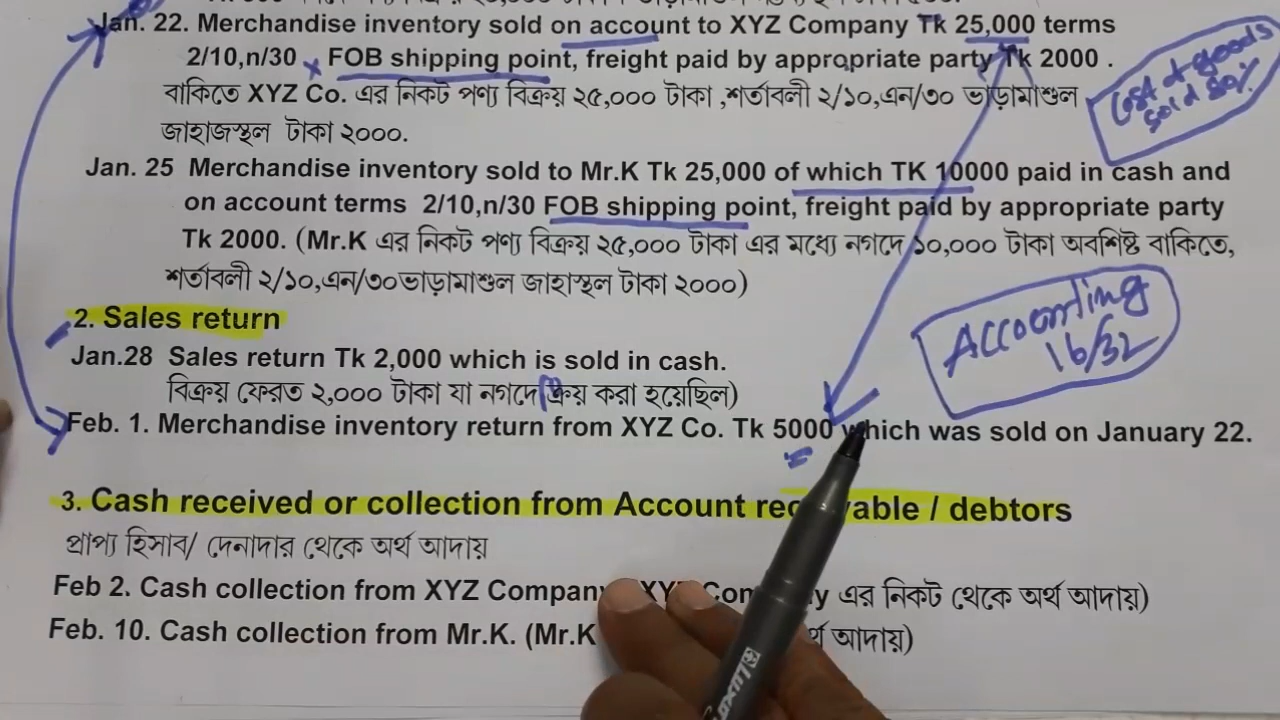 Jan. 22. Merchandise inventory sold on account to XYZ Company Tk 25,000 terms
2/10,n/30 FOB shipping point, freight paid by appropriate party Tk 2000 .
বাকিতে XYZ Co. এর নিকট পণ্য বিক্রয় ২৫,০০০ টাকা ,শর্তাবলী ২/১০,এন/৩০ ভাড়ামাশুল
জাহাজস্থল টাকা ২০০০.
Cost of goods
sold 80%
Jan. 25 Merchandise inventory sold to Mr.K Tk 25,000 of which TK 10000 paid in cash and
on account terms 2/10,n/30 FOB shipping point, freight paid by appropriate party
Tk 2000. (Mr.K এর নিকট পণ্য বিক্রয় ২৫,০০০ টাকা এর মধ্যে নগদে ১০,০০০ টাকা অবশিষ্ট বাকিতে,
শর্তাবলী ২/১০,এন/৩০ভাড়ামাশুল জাহাস্থল টাকা ২০০০)
2. Sales return
Accounting
16/32
Jan.28 Sales return Tk 2,000 which is sold in cash.
বিক্রয় ফেরত ২,০০০ টাকা যা নগদে ক্রয় করা হয়েছিল)
Feb. 1. Merchandise inventory return from XYZ Co. Tk 5000 which was sold on January 22.
3. Cash received or collection from Account / debtors
প্রাপ্য হিসাব/ দেনাদার থেকে অর্থ আদায়
Feb 2. Cash collection from XYZ Company XYZ Company এর নিকট থেকে অর্থ আদায়)
Feb. 10. Cash collection from Mr.K. (Mr.K আদায়)